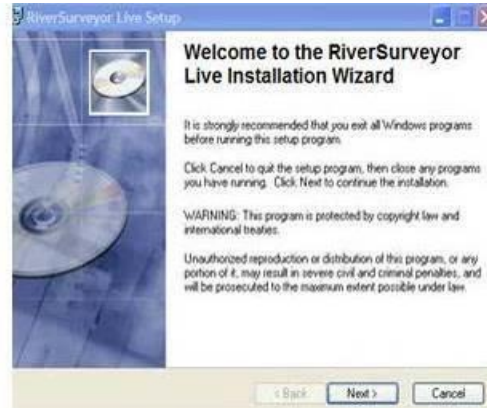 RiverSurveyor Live Setup
Welcome to the RiverSurveyor
Live Installation Wizard
It is strongly recommended that you exit all Windows programs
before running this setup program.
Click Cancel to quit the setup program, then close any programs
you have running. Click Next to continue the installation.
WARNING: This program is protected by copyright law and
international treaties.
Unauthorized reproduction or distribution of this program, or any
portion of it, may result in severe civil and criminal penalties, and
will be prosecuted to the maximum extent possible under law.
< Back Next > Cancel